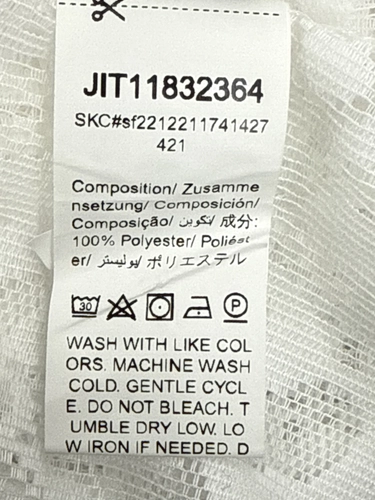 JIT11832364
SKC#sf2212211741427
421
Composition/ Zusamme
nsetzung/ Composición/
Composição/ تكوين/ 成分:
100% Polyester/ Poliést
er/ بوليستر/ ポリエステル
30
P
WASH WITH LIKE COL
ORS. MACHINE WASH
COLD. GENTLE CYCL
E. DO NOT BLEACH. T
UMBLE DRY LOW. LO
W IRON IF NEEDED. D